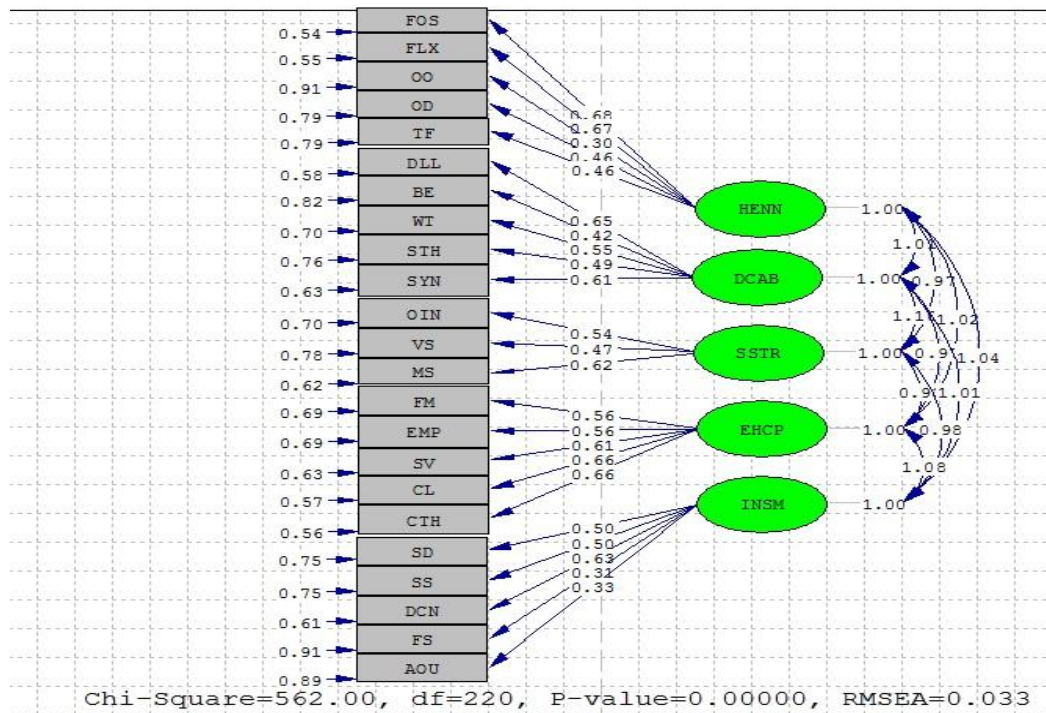 FOS
0.54
FLX
0.55
OO
0.91
OD
0.79
TF
0.79
DLL
0.58
BE
0.82
WT
0.70
STH
0.76
SYN
0.63
OIN
0.70
VS
0.78
MS
0.62
FM
0.69
EMP
0.69
SV
0.63
CL
0.57
CTH
0.56
SD
0.75
SS
0.75
DCN
0.61
FS
0.91
AOU
0.89
0.68
0.67
0.30
0.46
0.46
0.65
0.42
0.55
0.49
0.61
0.54
0.47
0.62
0.56
0.56
0.61
0.66
0.66
0.50
0.50
0.63
0.31
0.33
HENN
DCAB
SSTR
EHCP
INSM
1.00
1.00
1.00
1.00
1.00
0.97
1.02
1.04
1.01
0.98
1.08
Chi-Square=562.00, df=220, P-value=0.00000, RMSEA=0.033